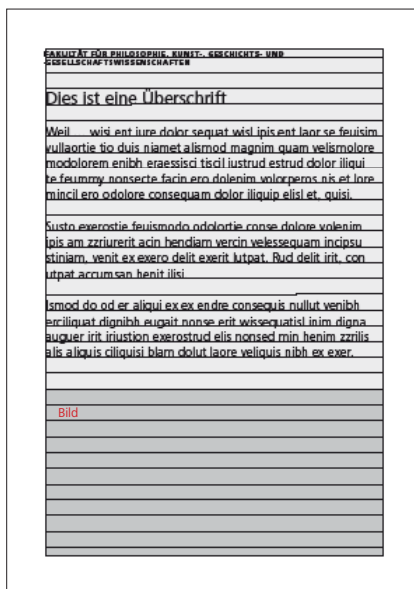 FAKULTÄT FÜR PHILOSOPHIE, KUNST-, GESCHICHTS- UND
GESELLSCHAFTSWISSENSCHAFTEN
Dies ist eine Überschrift
Weil wisi ent iure dolor sequat wisl ipis ent laor se feuisim
vullaortie tio duis niamet alismod magnim quam velismolore
modolorem enibh eraessisci tiscil iustrud estrud dolor iliqui
te feummy nonsecte facin ero dolenim volorperos nis et lore
mincil ero odolore consequam dolor iliquip elisl et, quisi.
Susto exerostie feuismodo odolortie conse dolore volenim
ipis am zzriurerit acin hendiam vercin velessequam incipsu
stiniam, venit ex exero delit exerit lutpat. Rud delit irit, con
utpat accumsan henit ilisi.
Ismod do od er aliqui ex ex endre consequis nullut venibh
erciliquat dignibh eugait nonse erit wissequatisl inim digna
auguer irit iriustion exerostrud elis nonsed min henim zzrilis
alis aliquis ciliquisi blam dolut laore veliquis nibh ex exer.
Bild